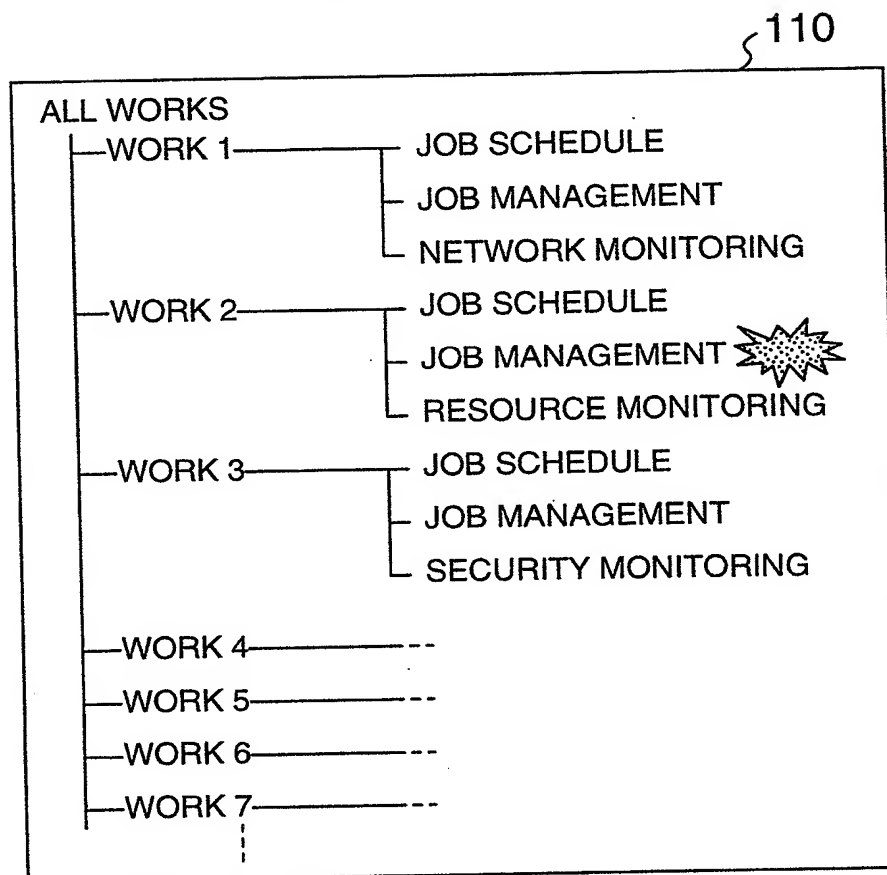 110
ALL WORKS
WORK 1 JOB SCHEDULE
JOB MANAGEMENT
NETWORK MONITORING
WORK 2 JOB SCHEDULE
JOB MANAGEMENT
RESOURCE MONITORING
WORK 3 JOB SCHEDULE
JOB MANAGEMENT
SECURITY MONITORING
WORK 4
WORK 5
WORK 6
WORK 7